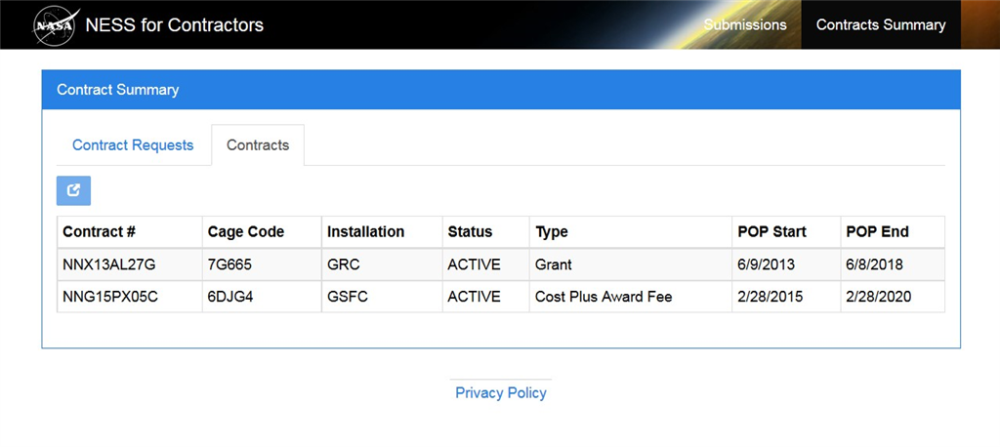 NASA NESS for Contractors Submissions Contracts Summary
Contract Summary
Contract Requests Contracts
Contract # Cage Code Installation Status Type POP Start POP End
NNX13AL27G 7G665 GRC ACTIVE Grant 6/9/2013 6/8/2018
NNG15PX05C 6DJG4 GSFC ACTIVE Cost Plus Award Fee 2/28/2015 2/28/2020
Privacy Policy